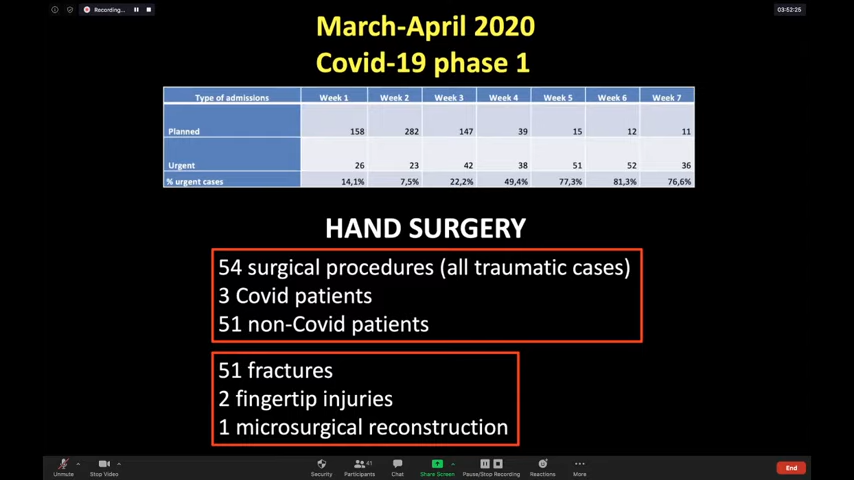 Recording...
03:52:25
March-April 2020
Covid-19 phase 1
Type of admissions Week 1 Week 2 Week 3 Week 4 Week 5 Week 6 Week 7
Planned 158 282 147 39 15 12 11
Urgent 26 23 42 38 51 52 36
% urgent cases 14,1% 7,5% 22,2% 49,4% 77,3% 81,3% 76,6%
HAND SURGERY
54 surgical procedures (all traumatic cases)
3 Covid patients
51 non-Covid patients
51 fractures
2 fingertip injuries
1 microsurgical reconstruction
Unmute Stop Video Security Participants 41 Chat Share Screen Pause/Stop Recording Reactions More End